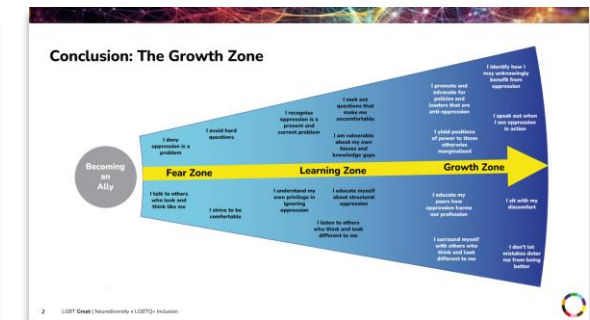 Conclusion: The Growth Zone
I identify how I
may unknowingly
benefit from
oppression
I seek out
questions that
make me
uncomfortable
I promote and
advocate for
policies and
leaders that are
anti-oppression
I recognise
oppression is a
present and
current problem
I speak out when
I see oppression
in action
I avoid hard
questions
I deny
oppression is a
problem
I am vulnerable
about my own
biases and
knowledge gaps
I yield positions
of power to those
otherwise
marginalised
Becoming
an
Ally
Fear Zone
Learning Zone
Growth Zone
I talk to others
who look and
think like me
I strive to be
comfortable
I understand my
own privilege in
ignoring
oppression
I educate myself
about structural
oppression
I listen to others
who think and look
different to me
I educate my
peers how
oppression harms
our profession
I sit with my
discomfort
I surround myself
with others who
think and look
different to me
I don't let
mistakes deter
me from being
better
2 LGBT Great | Neurodiversity x LGBTQ+ Inclusion